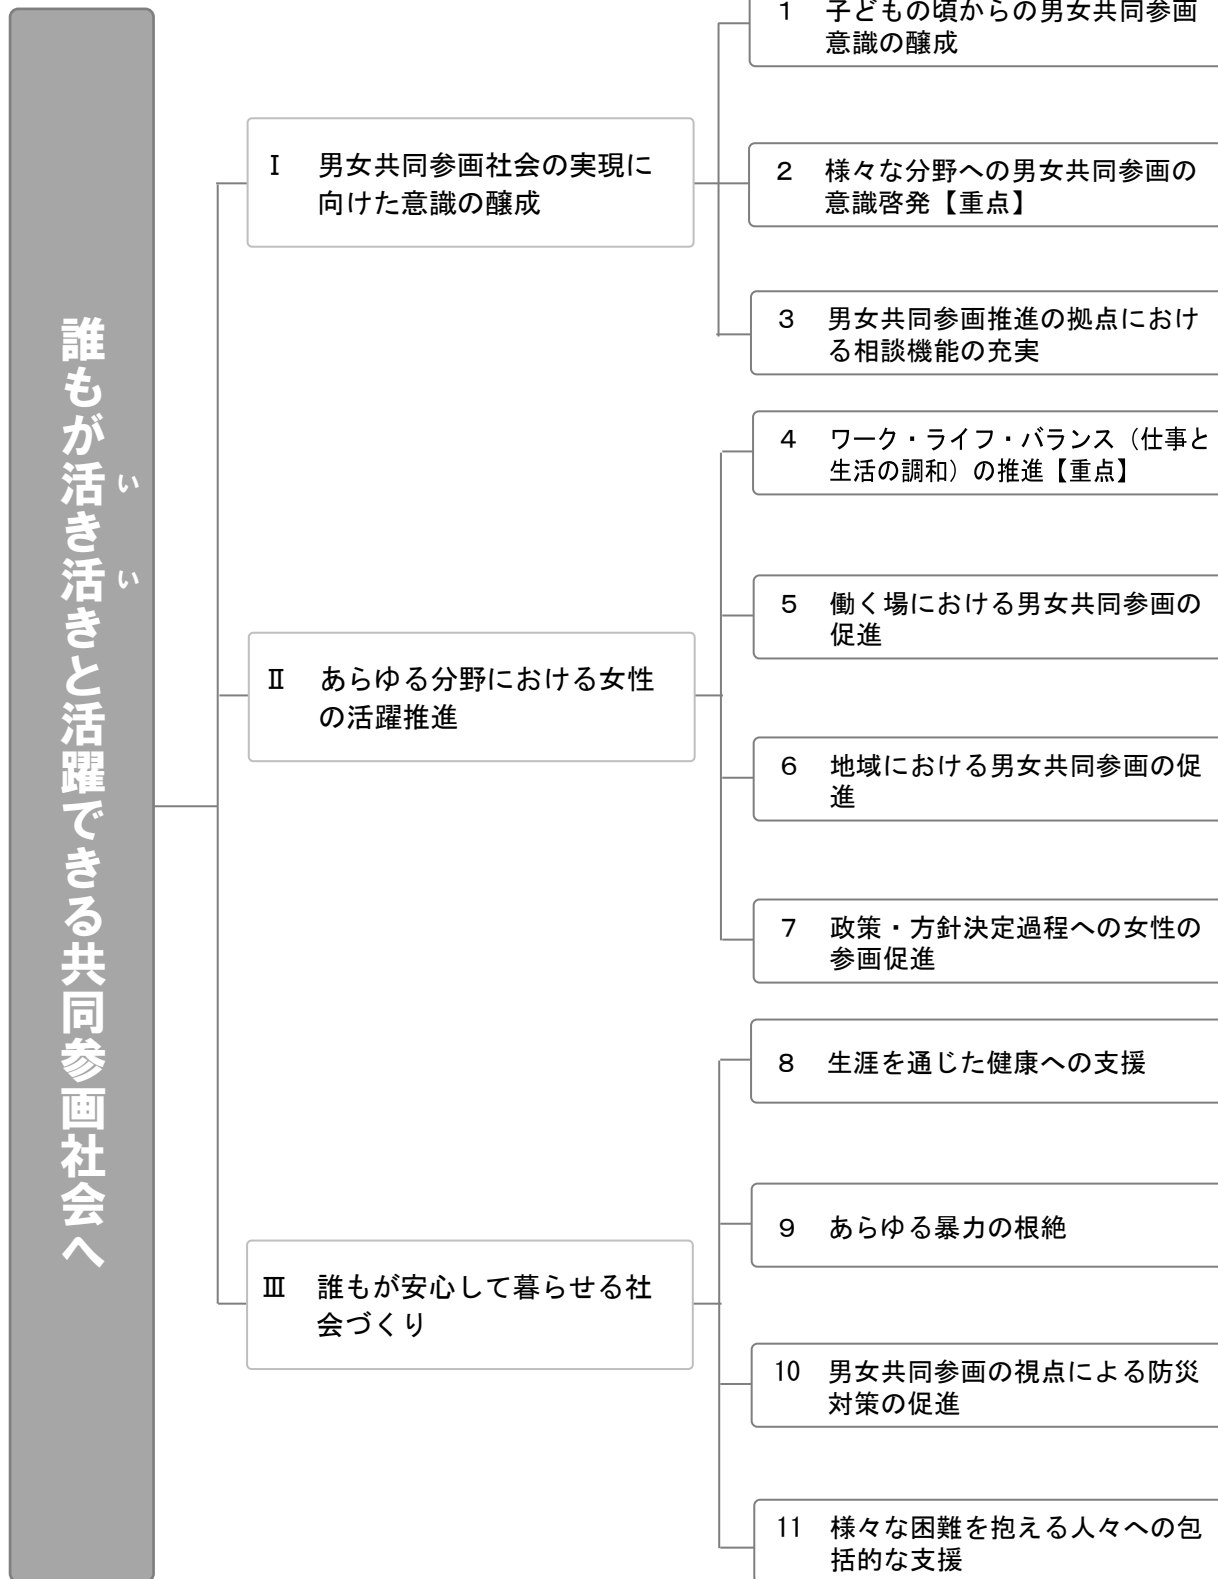 誰もが活き活きと活躍できる共同参画社会へ
い
い
Ⅰ 男女共同参画社会の実現に
向けた意識の醸成
1 子どもの頃からの男女共同参画
意識の醸成
2 様々な分野への男女共同参画の
意識啓発【重点】
3 男女共同参画推進の拠点におけ
る相談機能の充実
Ⅱ あらゆる分野における女性
の活躍推進
4 ワーク・ライフ・バランス（仕事と
生活の調和）の推進【重点】
5 働く場における男女共同参画の
促進
6 地域における男女共同参画の促
進
7 政策・方針決定過程への女性の
参画促進
Ⅲ 誰もが安心して暮らせる社
会づくり
8 生涯を通じた健康への支援
9 あらゆる暴力の根絶
10 男女共同参画の視点による防災
対策の促進
11 様々な困難を抱える人々への包
括的な支援